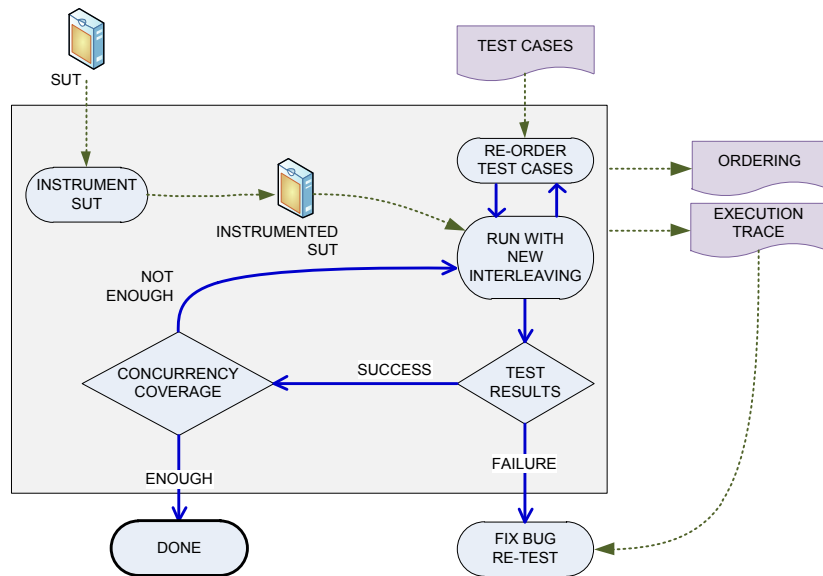 SUT
TEST CASES
INSTRUMENT
SUT
INSTRUMENTED
SUT
RE-ORDER
TEST CASES
ORDERING
EXECUTION
TRACE
RUN WITH
NEW
INTERLEAVING
NOT
ENOUGH
CONCURRENCY
COVERAGE
SUCCESS
TEST
RESULTS
ENOUGH
FAILURE
DONE
FIX BUG
RE-TEST